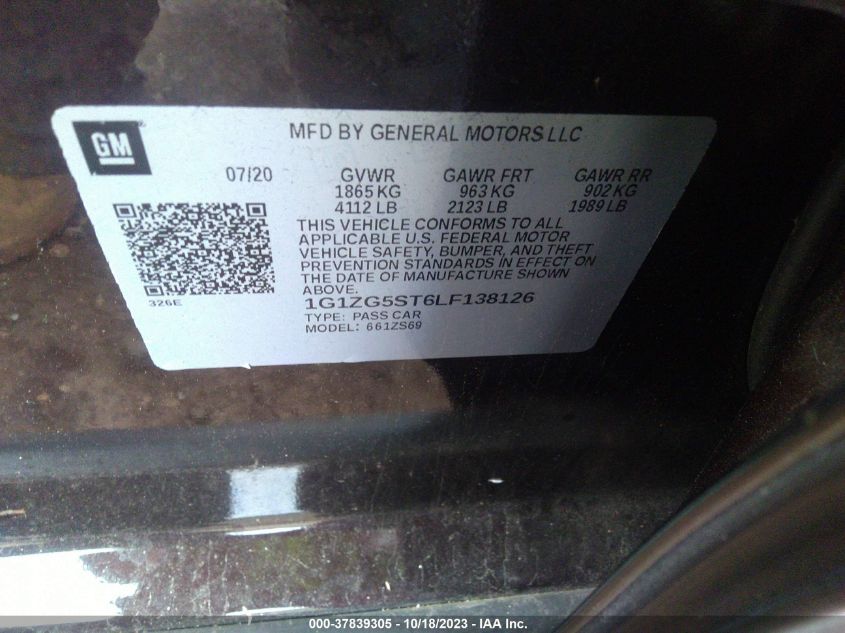 GM
MFD BY GENERAL MOTORS LLC
07/20 GVWR GAWR FRT GAWR RR
1865 KG 963 KG 902 KG
4112 LB 2123 LB 1989 LB
THIS VEHICLE CONFORMS TO ALL
APPLICABLE U.S. FEDERAL MOTOR
VEHICLE SAFETY, BUMPER, AND THEFT
PREVENTION STANDARDS IN EFFECT ON
THE DATE OF MANUFACTURE SHOWN
ABOVE.
326E
1G1ZG5ST6LF138126
TYPE: PASS CAR
MODEL: 661ZS69
000-37839305 - 10/18/2023 - IAA Inc.